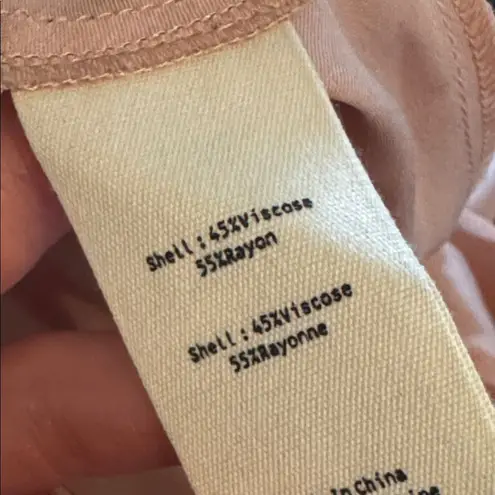 Shell : 45%Viscose
55%Rayon
Shell : 45%Viscose
55%Rayonne
In China